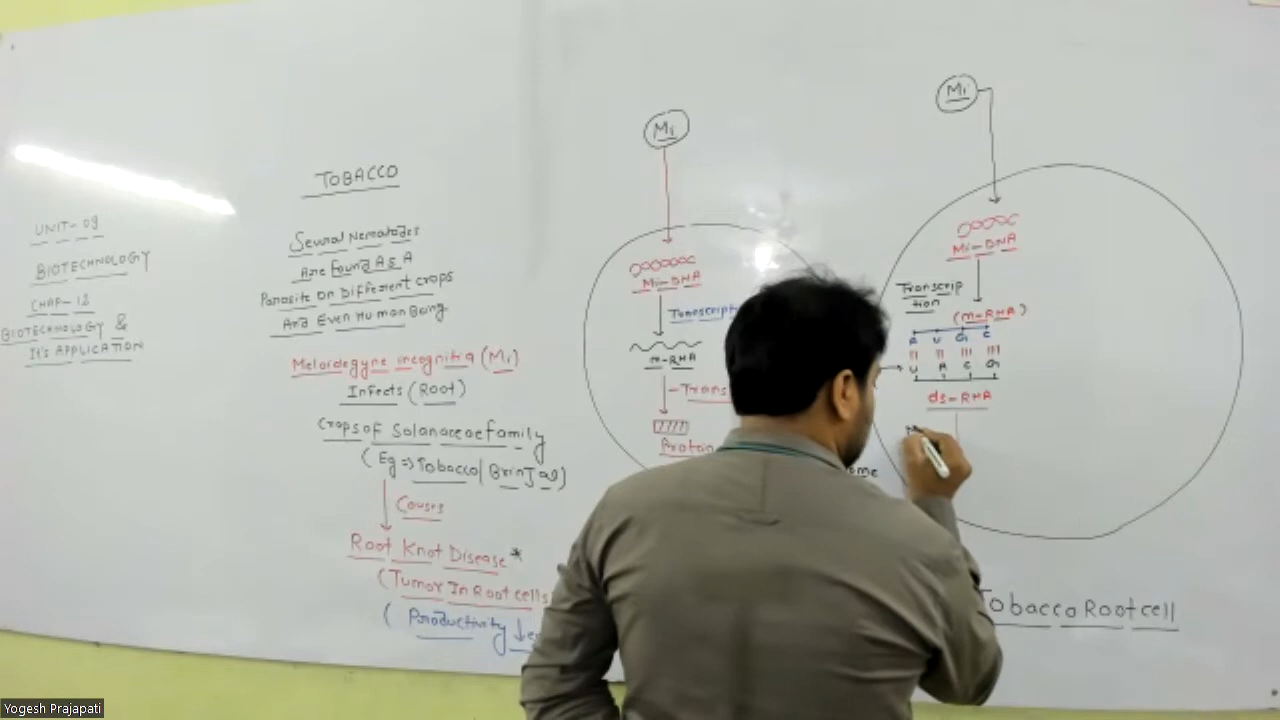 UNIT-09
BIOTECHNOLOGY
CHAP-12
BIOTECHNOLOGY &
It's APPLICATION
TOBACCO
Several Nematodes
Are Found As A
Parasite On Different crops
And Even Human Being
Meloidegyne incognitia (Mi)
Infects (Root)
Crops of Solanaceae family
(Eg => Tobacco / Brinjal)
Causes
Root Knot Disease *
(Tumor In Root cells
( Productivity ↓
Mi
Mi-DNA
m-RNA
Trans
Protein
Mi
Mi-DNA
Transcrip
tion
(m-RNA)
A U G C
U A C G
ds-RNA
Tobacco Root cell
Yogesh Prajapati